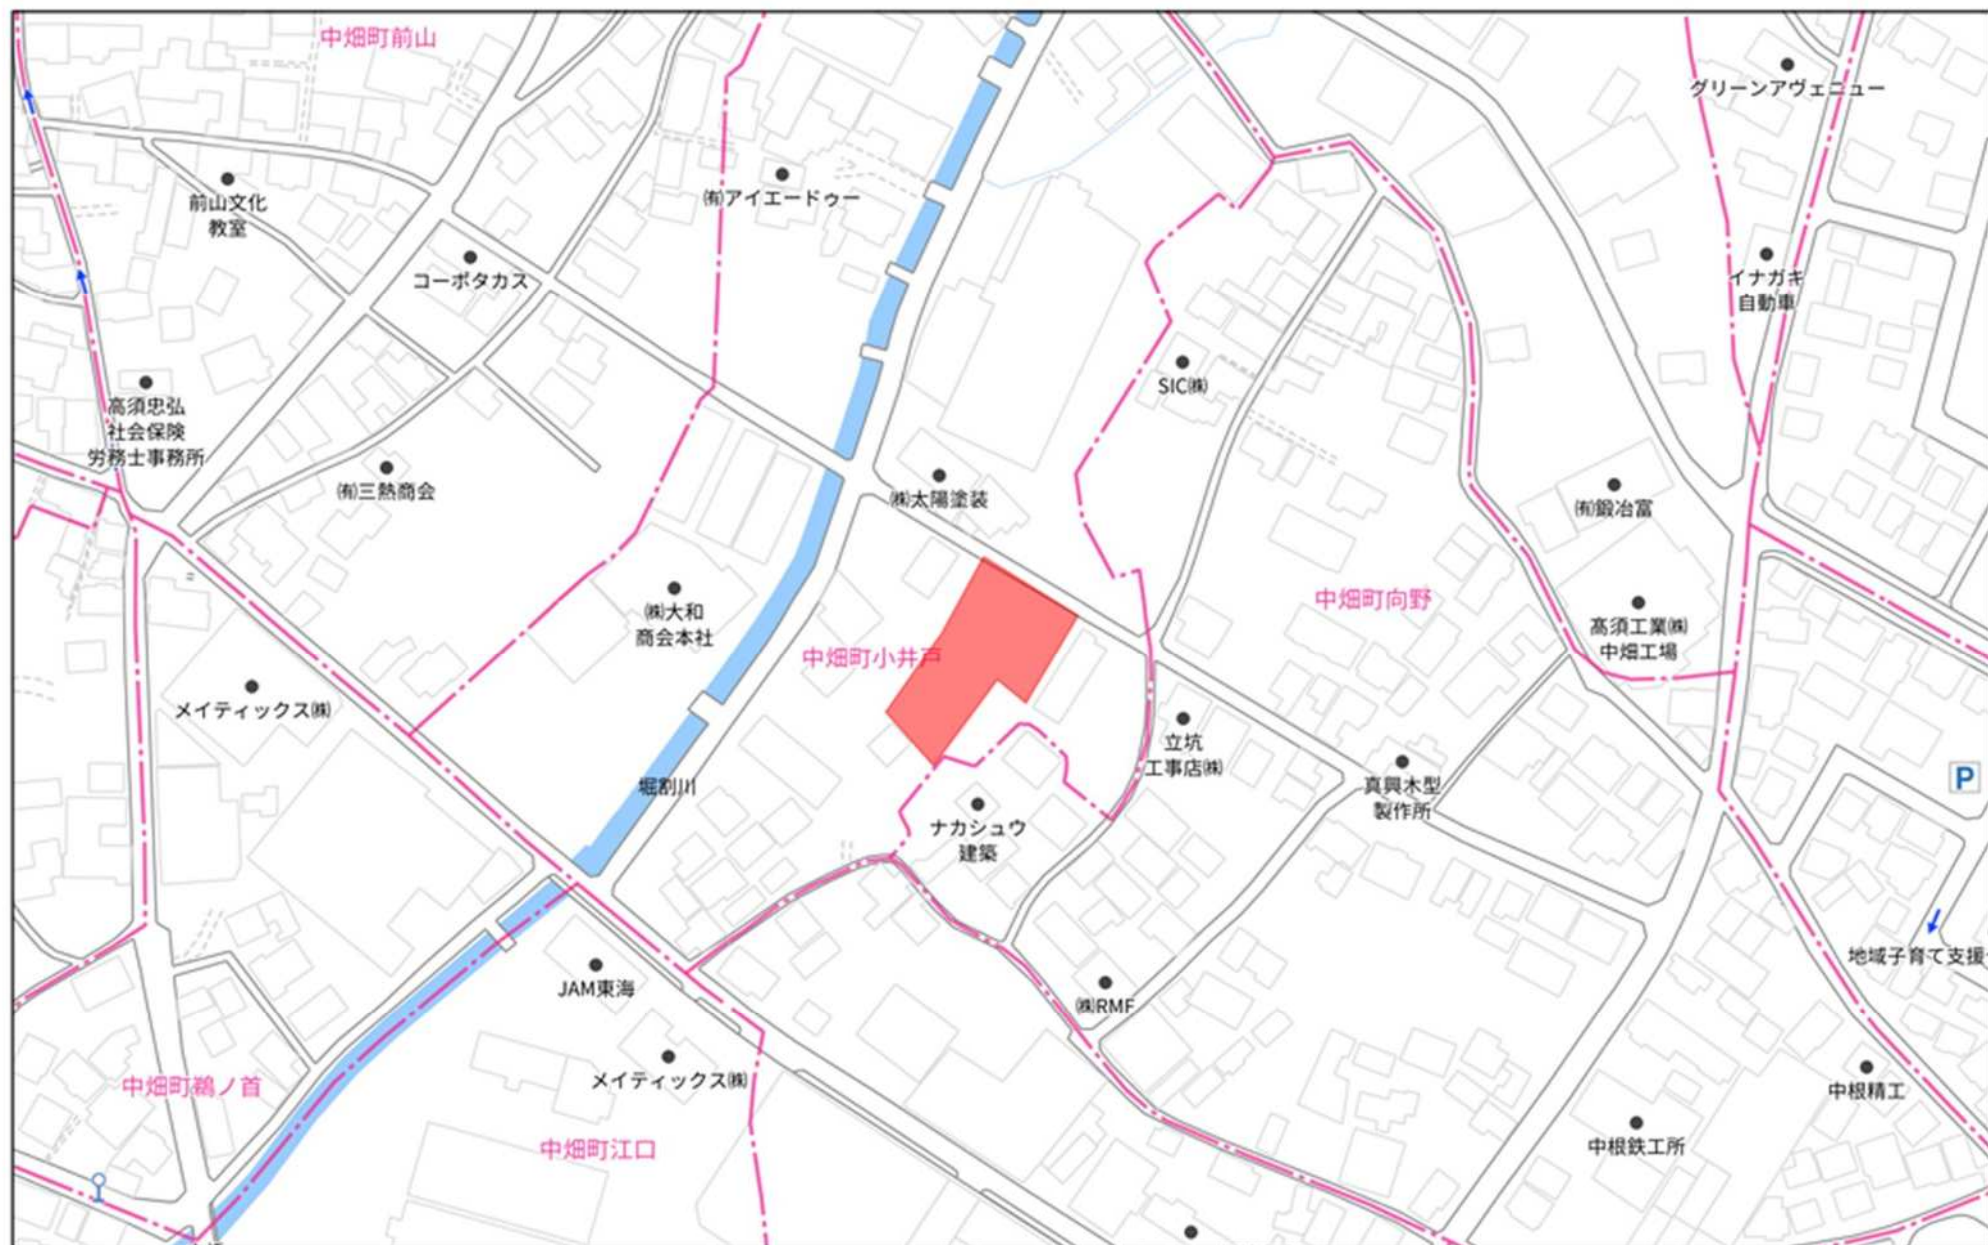 中畑町前山
グリーンアヴェニュー
前山文化
教室
㈲アイエードゥー
コーポタカス
イナガキ
自動車
SIC㈱
高須忠弘
社会保険
労務士事務所
㈲三熱商会
㈱太陽塗装
㈲鍛冶富
㈱大和
商会本社
中畑町向野
髙須工業㈱
中畑工場
中畑町小井戸
メイティックス㈱
立坑
工事店㈱
堀割川
真興木型
製作所
P
ナカシュウ
建築
地域子育て支援
JAM東海
㈱RMF
メイティックス㈱
中畑町鵜ノ首
中根精工
中畑町江口
中根鉄工所